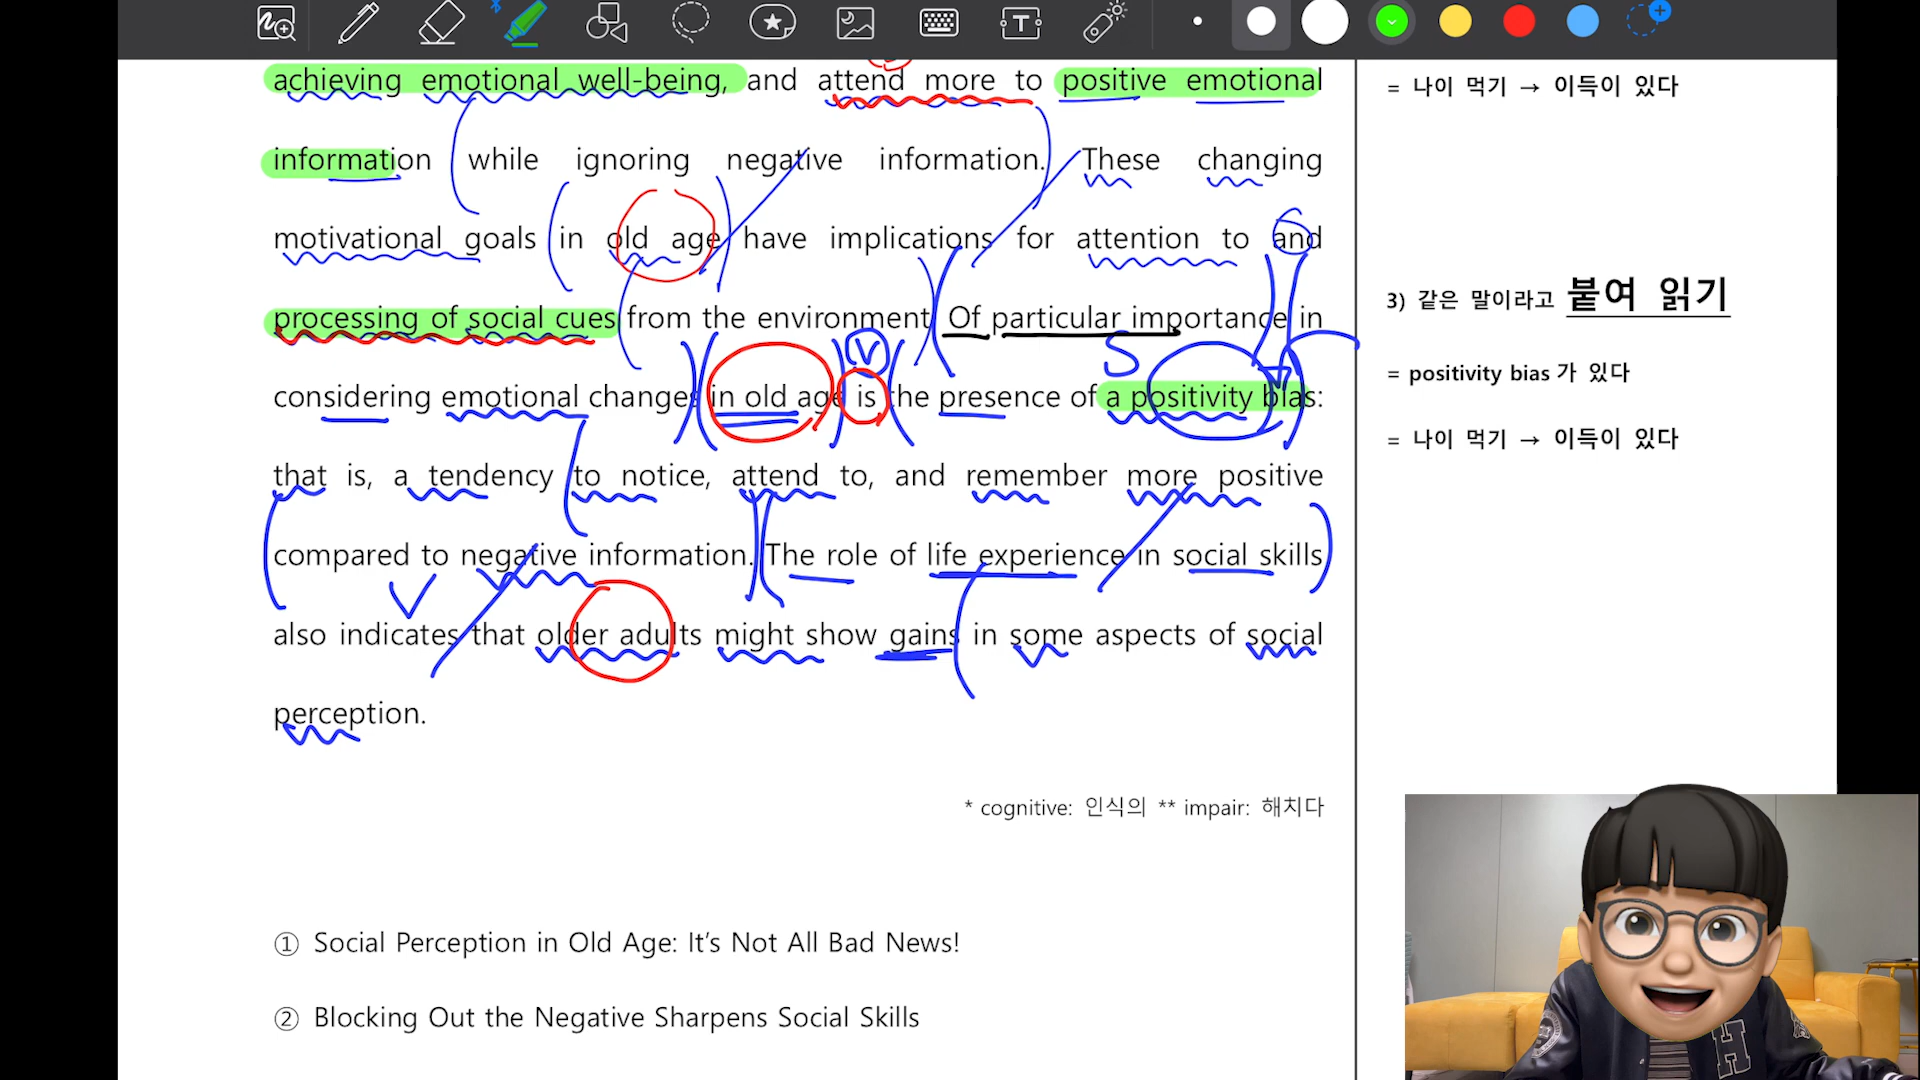 achieving emotional well-being, and attend more to positive emotional
information while ignoring negative information. These changing
motivational goals in old age have implications for attention to and
processing of social cues from the environment. Of particular importance in
considering emotional changes in old age is the presence of a positivity bias:
that is, a tendency to notice, attend to, and remember more positive
compared to negative information. The role of life experience in social skills
also indicates that older adults might show gains in some aspects of social
perception.
* cognitive: 인식의 ** impair: 해치다
① Social Perception in Old Age: It's Not All Bad News!
② Blocking Out the Negative Sharpens Social Skills
S
V
= 나이 먹기 → 이득이 있다
3) 같은 말이라고 붙여 읽기
= positivity bias 가 있다
= 나이 먹기 → 이득이 있다
H